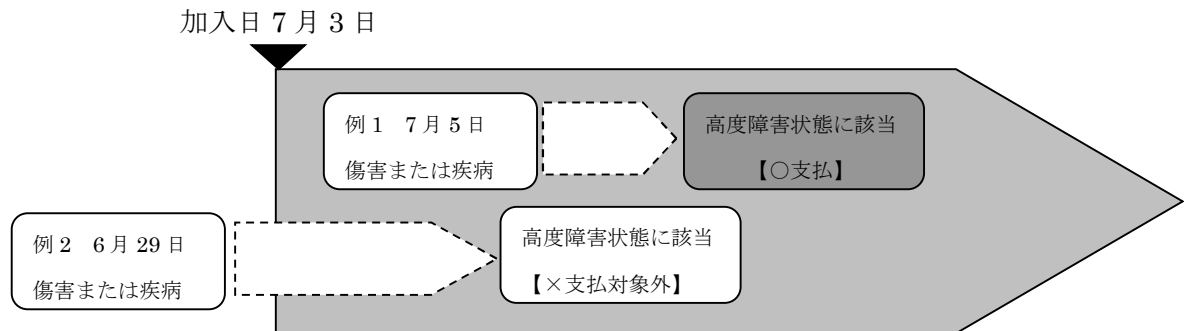 加入日７月３日
例１　７月５日
傷害または疾病
高度障害状態に該当
【○支払】
例２　６月29日
傷害または疾病
高度障害状態に該当
【×支払対象外】